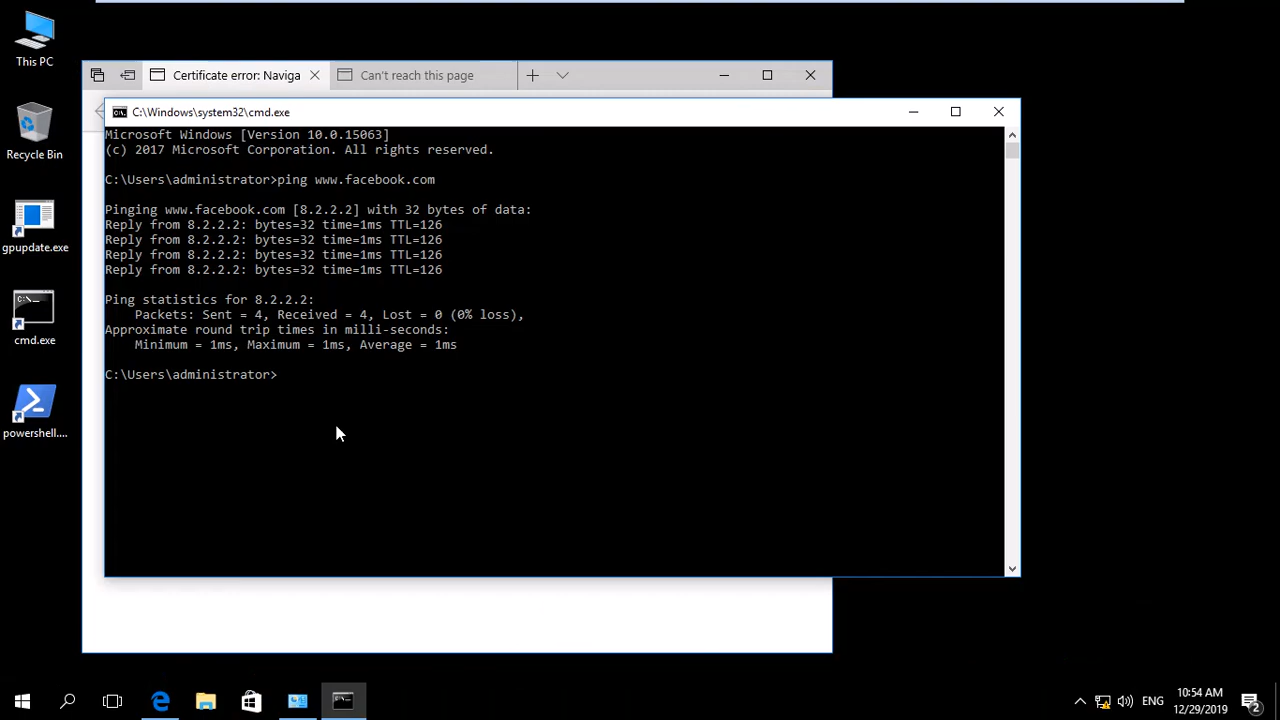 This PC
Recycle Bin
gpupdate.exe
cmd.exe
powershell....
Certificate error: Naviga
Can't reach this page
C:\Windows\system32\cmd.exe
Microsoft Windows [Version 10.0.15063]
(c) 2017 Microsoft Corporation. All rights reserved.
C:\Users\administrator>ping www.facebook.com
Pinging www.facebook.com [8.2.2.2] with 32 bytes of data:
Reply from 8.2.2.2: bytes=32 time=1ms TTL=126
Reply from 8.2.2.2: bytes=32 time=1ms TTL=126
Reply from 8.2.2.2: bytes=32 time=1ms TTL=126
Reply from 8.2.2.2: bytes=32 time=1ms TTL=126
Ping statistics for 8.2.2.2:
Packets: Sent = 4, Received = 4, Lost = 0 (0% loss),
Approximate round trip times in milli-seconds:
Minimum = 1ms, Maximum = 1ms, Average = 1ms
C:\Users\administrator>
ENG
10:54 AM
12/29/2019
2